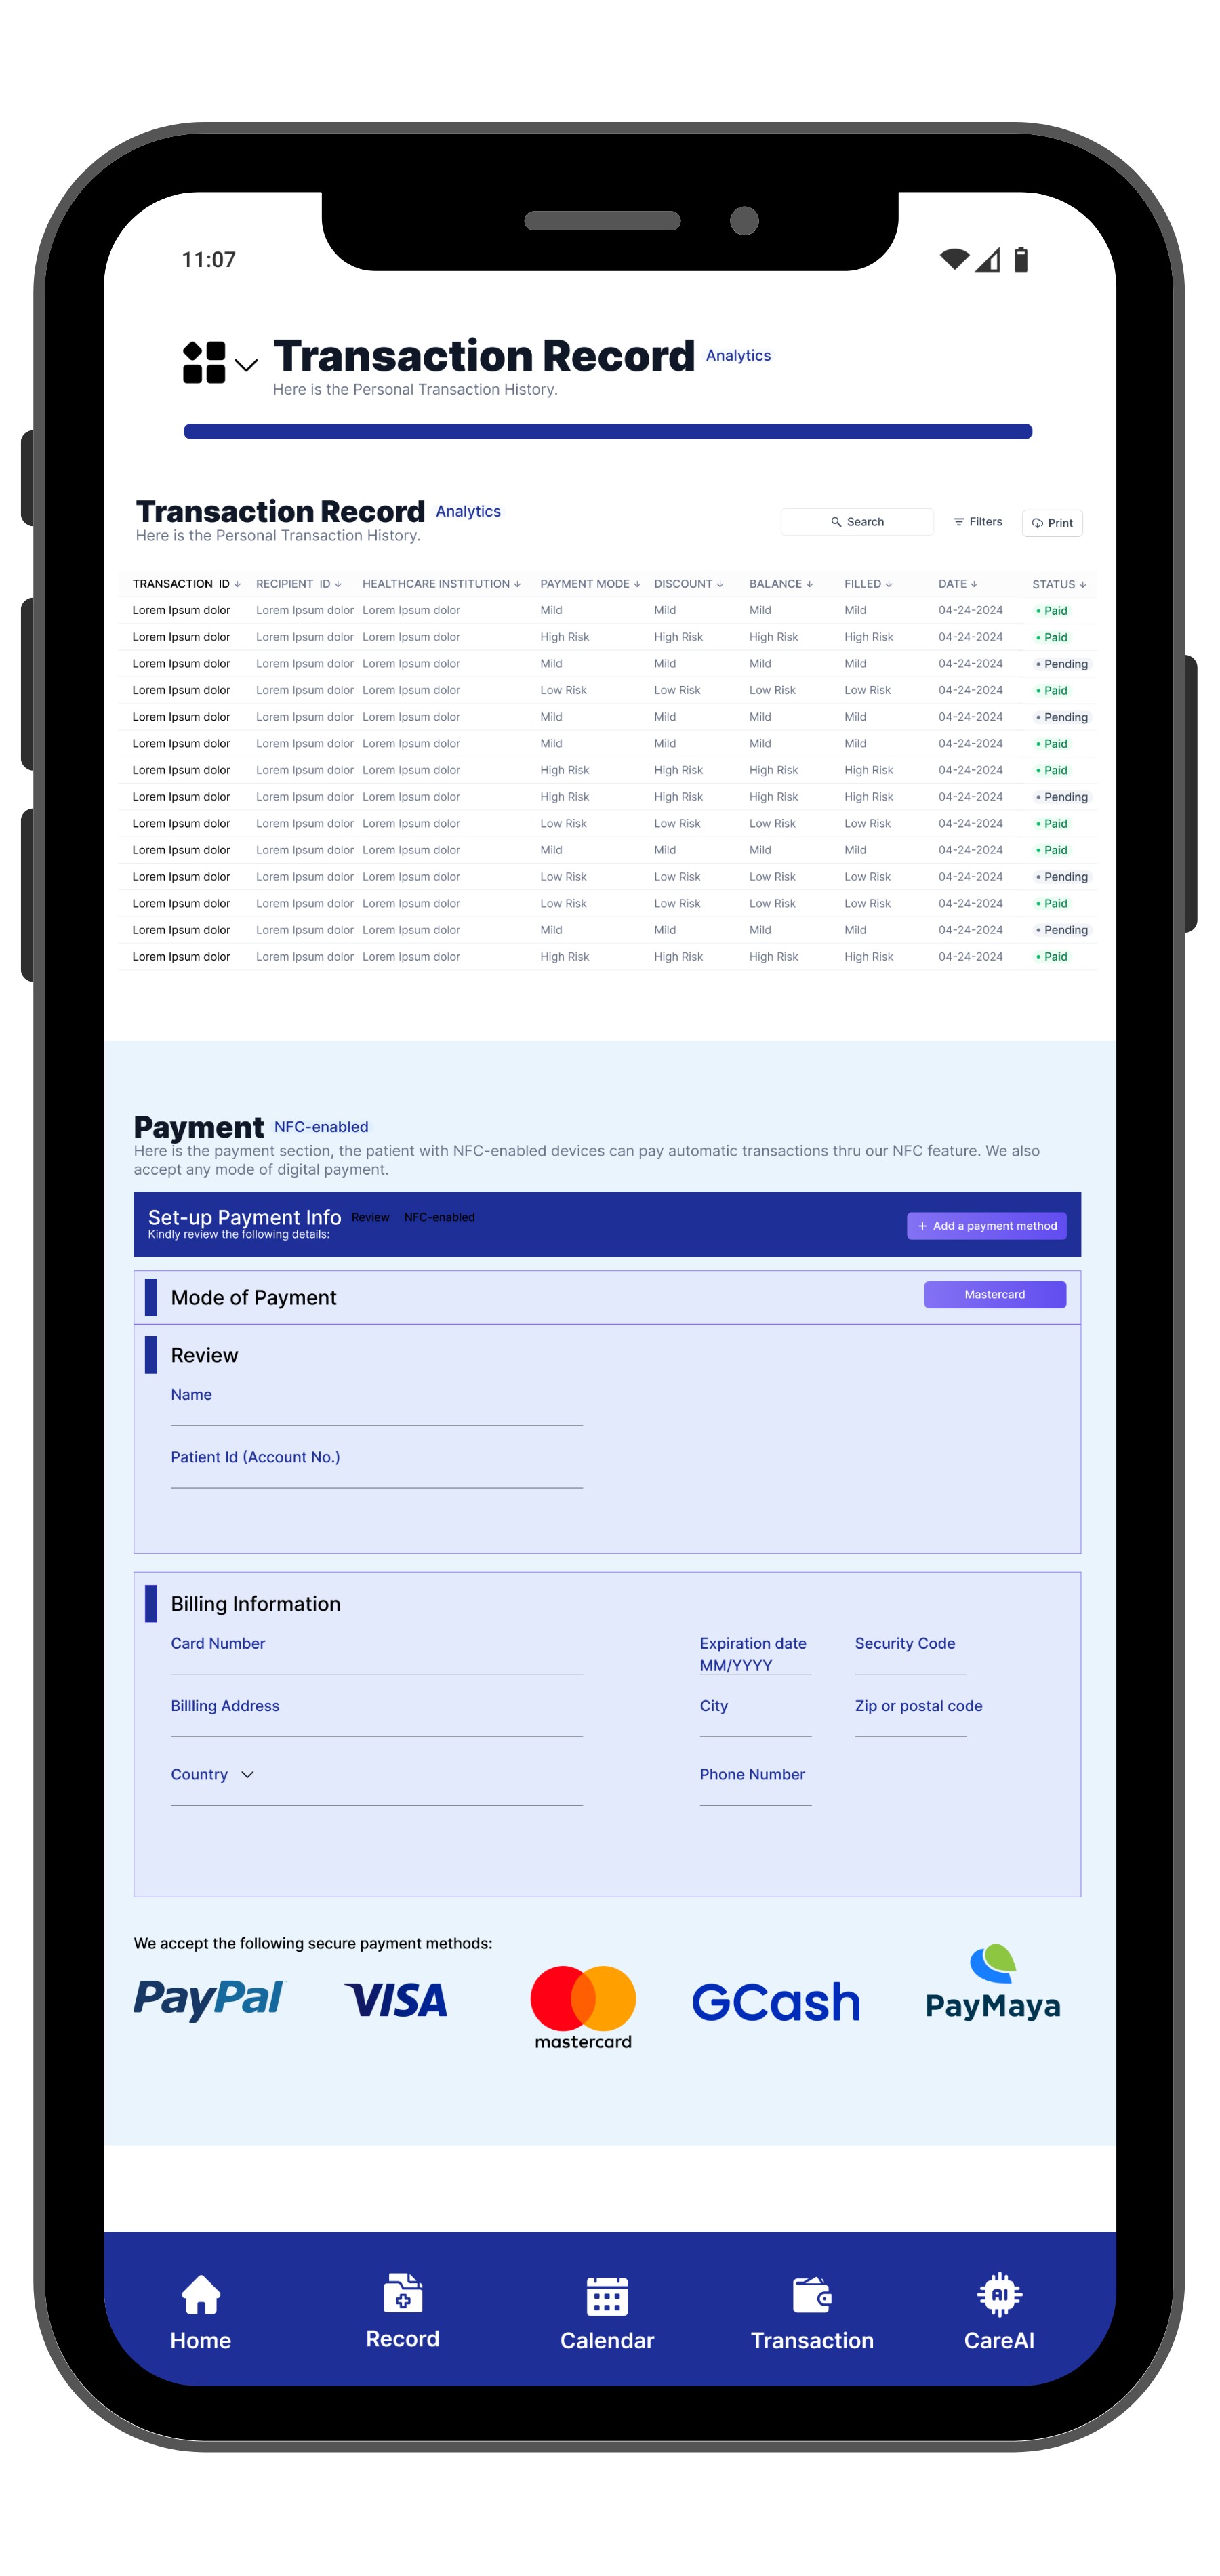 11:07
Transaction Record Analytics
Here is the Personal Transaction History.
Transaction Record Analytics
Here is the Personal Transaction History.
Search Filters Print
TRANSACTION ID RECIPIENT ID HEALTHCARE INSTITUTION PAYMENT MODE DISCOUNT BALANCE FILLED DATE STATUS
Lorem Ipsum dolor Lorem Ipsum dolor Lorem Ipsum dolor Mild Mild Mild Mild 04-24-2024 Paid
Lorem Ipsum dolor Lorem Ipsum dolor Lorem Ipsum dolor High Risk High Risk High Risk High Risk 04-24-2024 Paid
Lorem Ipsum dolor Lorem Ipsum dolor Lorem Ipsum dolor Mild Mild Mild Mild 04-24-2024 Pending
Lorem Ipsum dolor Lorem Ipsum dolor Lorem Ipsum dolor Low Risk Low Risk Low Risk Low Risk 04-24-2024 Paid
Lorem Ipsum dolor Lorem Ipsum dolor Lorem Ipsum dolor Mild Mild Mild Mild 04-24-2024 Pending
Lorem Ipsum dolor Lorem Ipsum dolor Lorem Ipsum dolor Mild Mild Mild Mild 04-24-2024 Paid
Lorem Ipsum dolor Lorem Ipsum dolor Lorem Ipsum dolor High Risk High Risk High Risk High Risk 04-24-2024 Paid
Lorem Ipsum dolor Lorem Ipsum dolor Lorem Ipsum dolor High Risk High Risk High Risk High Risk 04-24-2024 Pending
Lorem Ipsum dolor Lorem Ipsum dolor Lorem Ipsum dolor Low Risk Low Risk Low Risk Low Risk 04-24-2024 Paid
Lorem Ipsum dolor Lorem Ipsum dolor Lorem Ipsum dolor Mild Mild Mild Mild 04-24-2024 Paid
Lorem Ipsum dolor Lorem Ipsum dolor Lorem Ipsum dolor Low Risk Low Risk Low Risk Low Risk 04-24-2024 Pending
Lorem Ipsum dolor Lorem Ipsum dolor Lorem Ipsum dolor Low Risk Low Risk Low Risk Low Risk 04-24-2024 Paid
Lorem Ipsum dolor Lorem Ipsum dolor Lorem Ipsum dolor Mild Mild Mild Mild 04-24-2024 Pending
Lorem Ipsum dolor Lorem Ipsum dolor Lorem Ipsum dolor High Risk High Risk High Risk High Risk 04-24-2024 Paid
Payment NFC-enabled
Here is the payment section, the patient with NFC-enabled devices can pay automatic transactions thru our NFC feature. We also
accept any mode of digital payment.
Set-up Payment Info Review NFC-enabled
Kindly review the following details:
+ Add a payment method
Mode of Payment Mastercard
Review
Name
Patient Id (Account No.)
Billing Information
Card Number Expiration date Security Code
MM/YYYY
Billling Address City Zip or postal code
Country Phone Number
We accept the following secure payment methods:
PayPal VISA mastercard GCash PayMaya
Home Record Calendar Transaction CareAI
AI